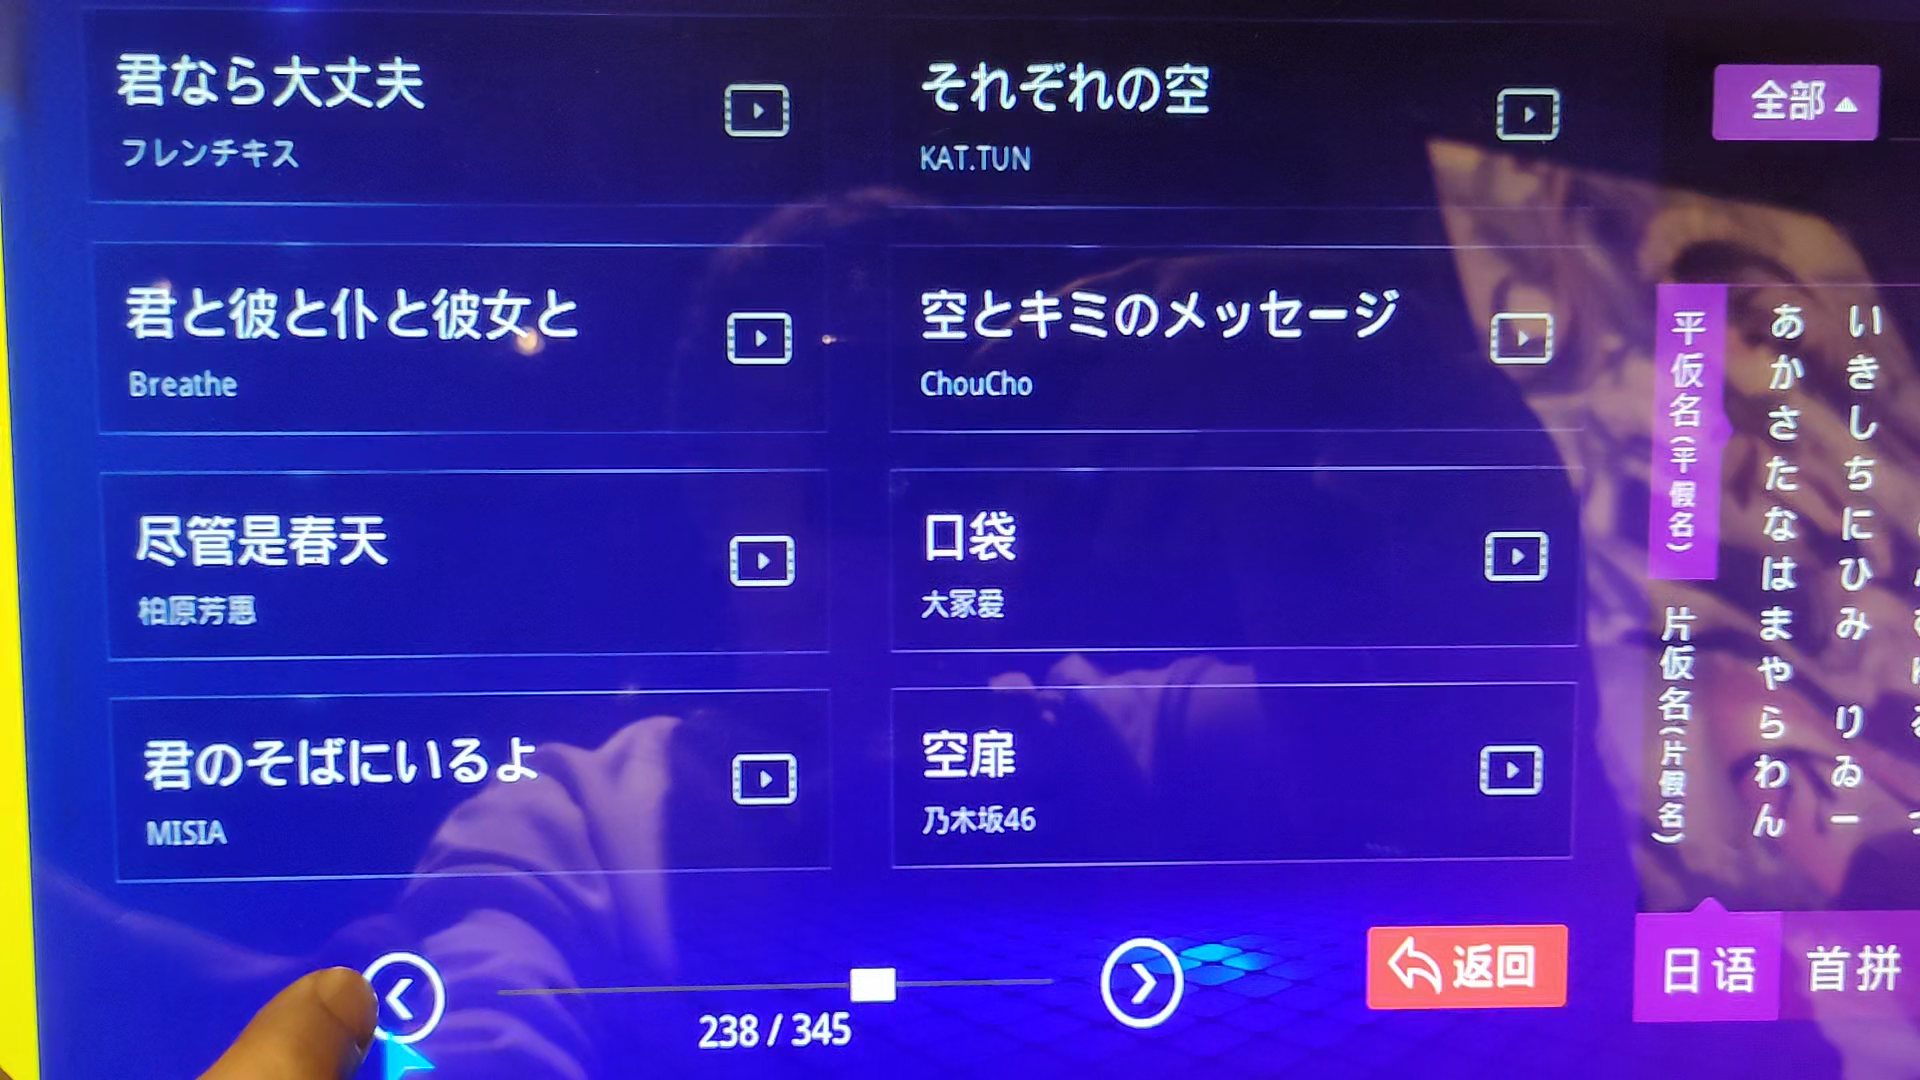 君なら大丈夫
フレンチキス
それぞれの空
KAT.TUN
君と彼と仆と彼女と
Breathe
空とキミのメッセージ
ChouCho
尽管是春天
柏原芳惠
口袋
大冢爱
君のそばにいるよ
MISIA
空扉
乃木坂46
238 / 345
返回
全部
平仮名(平假名)
片仮名(片假名)
あかさたなはまやらわん
いきしちにひみ りゐー
日语
首拼